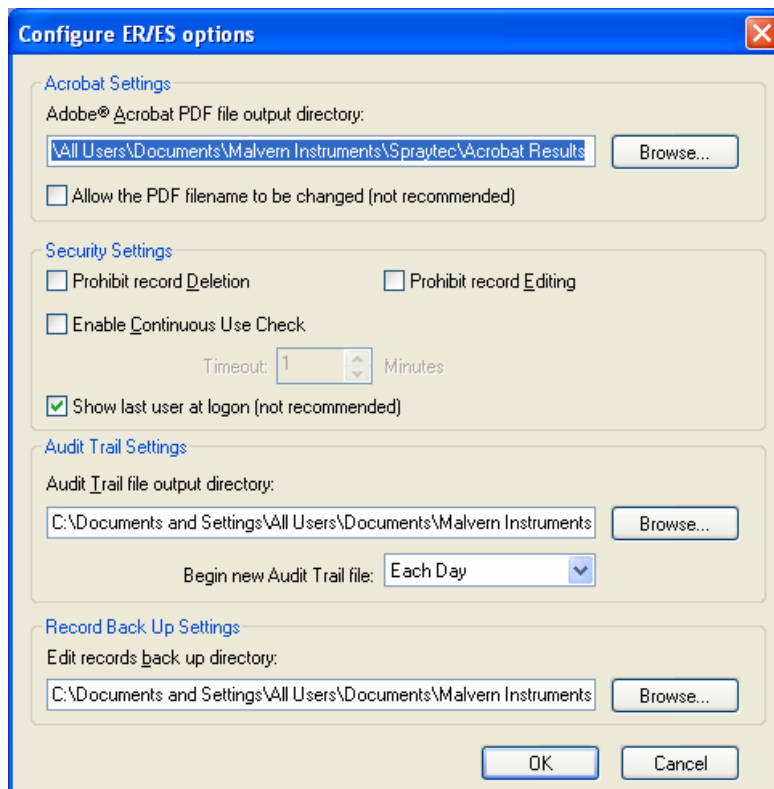 Configure ER/ES options
Acrobat Settings
Adobe® Acrobat PDF file output directory:
\All Users\Documents\Malvern Instruments\Spraytec\Acrobat Results
Browse...
Allow the PDF filename to be changed (not recommended)
Security Settings
Prohibit record Deletion
Prohibit record Editing
Enable Continuous Use Check
Timeout: 1 Minutes
Show last user at logon (not recommended)
Audit Trail Settings
Audit Trail file output directory:
C:\Documents and Settings\All Users\Documents\Malvern Instruments
Browse...
Begin new Audit Trail file: Each Day
Record Back Up Settings
Edit records back up directory:
C:\Documents and Settings\All Users\Documents\Malvern Instruments
Browse...
OK Cancel